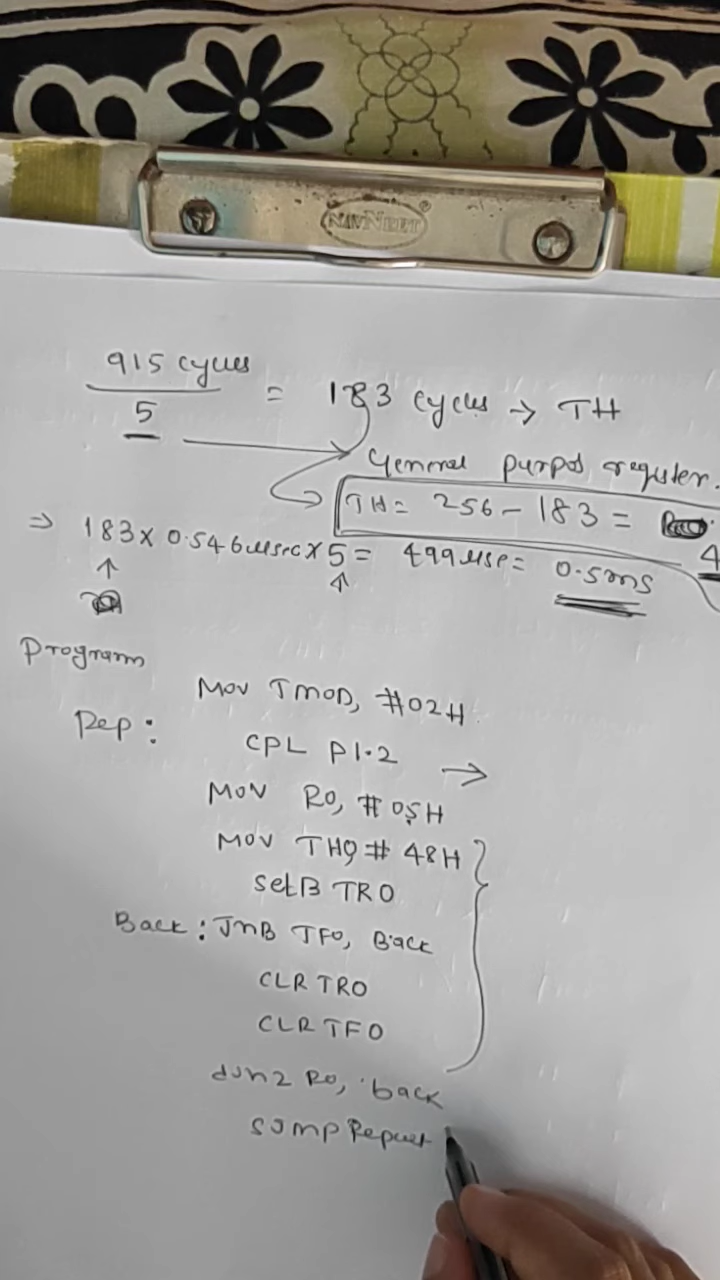 NAVNEET®
915 cycles
5
= 183 cycles → TH
General purpos register.
TH = 256 - 183 =
4
⇒ 183 × 0.546 usec × 5 = 499 usec = 0.5ms
Program
Mov TMOD, #02H
Rep: CPL P1.2 →
MOV R0, #05H
MOV TH0 # 48H
SetB TR0
Back: JNB TF0, Back
CLR TR0
CLR TF0
djnz R0, back
SJMP Repeat